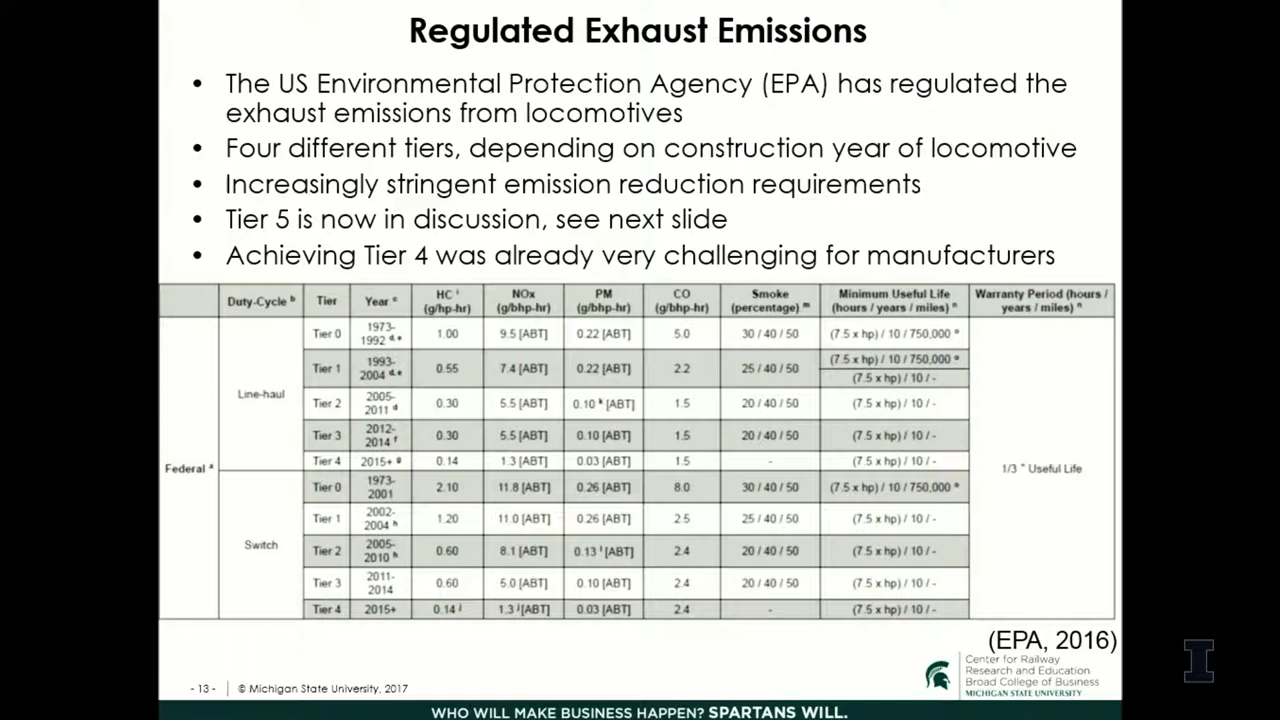 Regulated Exhaust Emissions
• The US Environmental Protection Agency (EPA) has regulated the
exhaust emissions from locomotives
• Four different tiers, depending on construction year of locomotive
• Increasingly stringent emission reduction requirements
• Tier 5 is now in discussion, see next slide
• Achieving Tier 4 was already very challenging for manufacturers
Duty-Cycle b Tier Year c HC i (g/hp-hr) NOx (g/bhp-hr) PM (g/bhp-hr) CO (g/bhp-hr) Smoke (percentage) m Minimum Useful Life (hours / years / miles) n Warranty Period (hours / years / miles) n
Federal a
Line-haul
Tier 0 1973-1992 d,e 1.00 9.5 [ABT] 0.22 [ABT] 5.0 30 / 40 / 50 (7.5 x hp) / 10 / 750,000 o
Tier 1 1993-2004 d,e 0.55 7.4 [ABT] 0.22 [ABT] 2.2 25 / 40 / 50 (7.5 x hp) / 10 / 750,000 o
(7.5 x hp) / 10 / -
Tier 2 2005-2011 d 0.30 5.5 [ABT] 0.10 k [ABT] 1.5 20 / 40 / 50 (7.5 x hp) / 10 / -
Tier 3 2012-2014 f 0.30 5.5 [ABT] 0.10 [ABT] 1.5 20 / 40 / 50 (7.5 x hp) / 10 / -
Tier 4 2015+ g 0.14 1.3 [ABT] 0.03 [ABT] 1.5 - (7.5 x hp) / 10 / -
Switch
Tier 0 1973-2001 2.10 11.8 [ABT] 0.26 [ABT] 8.0 30 / 40 / 50 (7.5 x hp) / 10 / 750,000 o
Tier 1 2002-2004 h 1.20 11.0 [ABT] 0.26 [ABT] 2.5 25 / 40 / 50 (7.5 x hp) / 10 / -
Tier 2 2005-2010 h 0.60 8.1 [ABT] 0.13 l [ABT] 2.4 20 / 40 / 50 (7.5 x hp) / 10 / -
Tier 3 2011-2014 0.60 5.0 [ABT] 0.10 [ABT] 2.4 20 / 40 / 50 (7.5 x hp) / 10 / -
Tier 4 2015+ 0.14 j 1.3 j [ABT] 0.03 [ABT] 2.4 - (7.5 x hp) / 10 / -
1/3 * Useful Life
(EPA, 2016)
Center for Railway
Research and Education
Broad College of Business
MICHIGAN STATE UNIVERSITY
- 13 - © Michigan State University, 2017
WHO WILL MAKE BUSINESS HAPPEN? SPARTANS WILL.
I